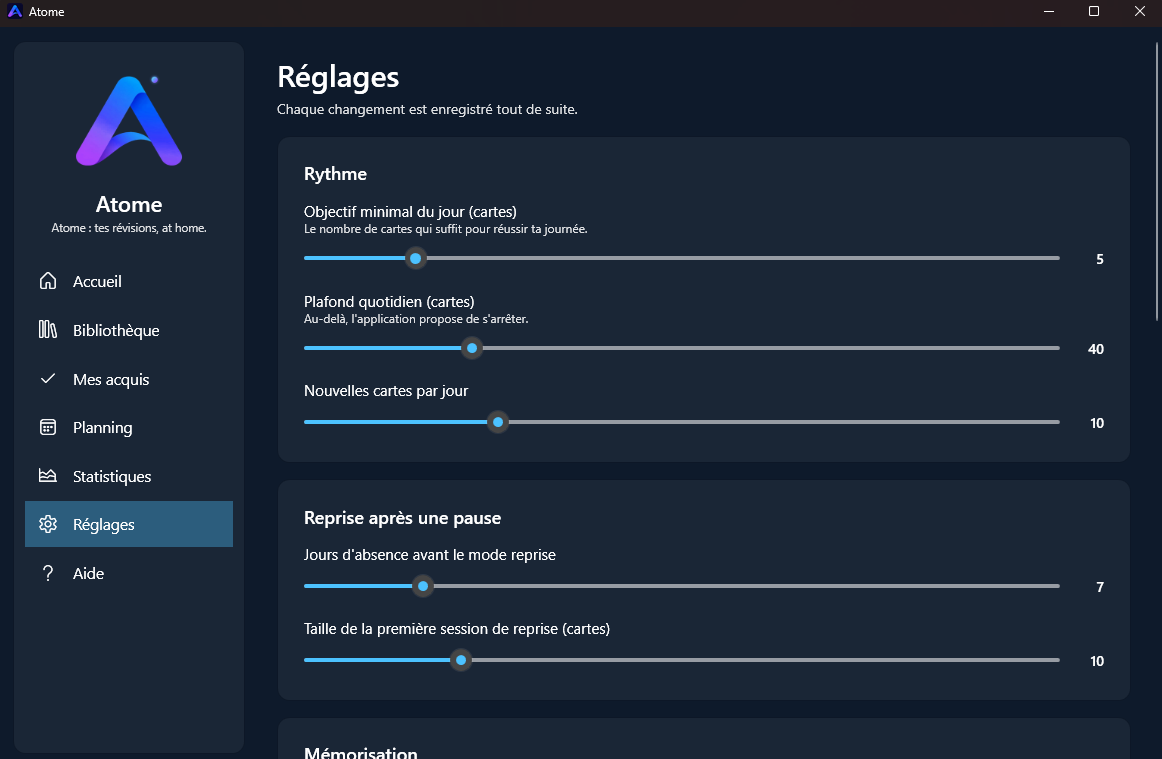 Atome
Réglages
Chaque changement est enregistré tout de suite.
Atome
Atome : tes révisions, at home.
Accueil
Bibliothèque
Mes acquis
Planning
Statistiques
Réglages
Aide
Rythme
Objectif minimal du jour (cartes)
Le nombre de cartes qui suffit pour réussir ta journée.
5
Plafond quotidien (cartes)
Au-delà, l'application propose de s'arrêter.
40
Nouvelles cartes par jour
10
Reprise après une pause
Jours d'absence avant le mode reprise
7
Taille de la première session de reprise (cartes)
10
Mémorisation